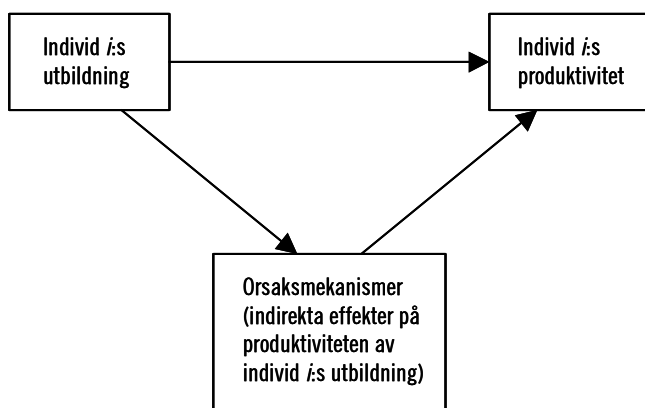 Individ i:s
utbildning
Individ i:s
produktivitet
Orsaksmekanismer
(indirekta effekter på
produktiviteten av
individ i:s utbildning)